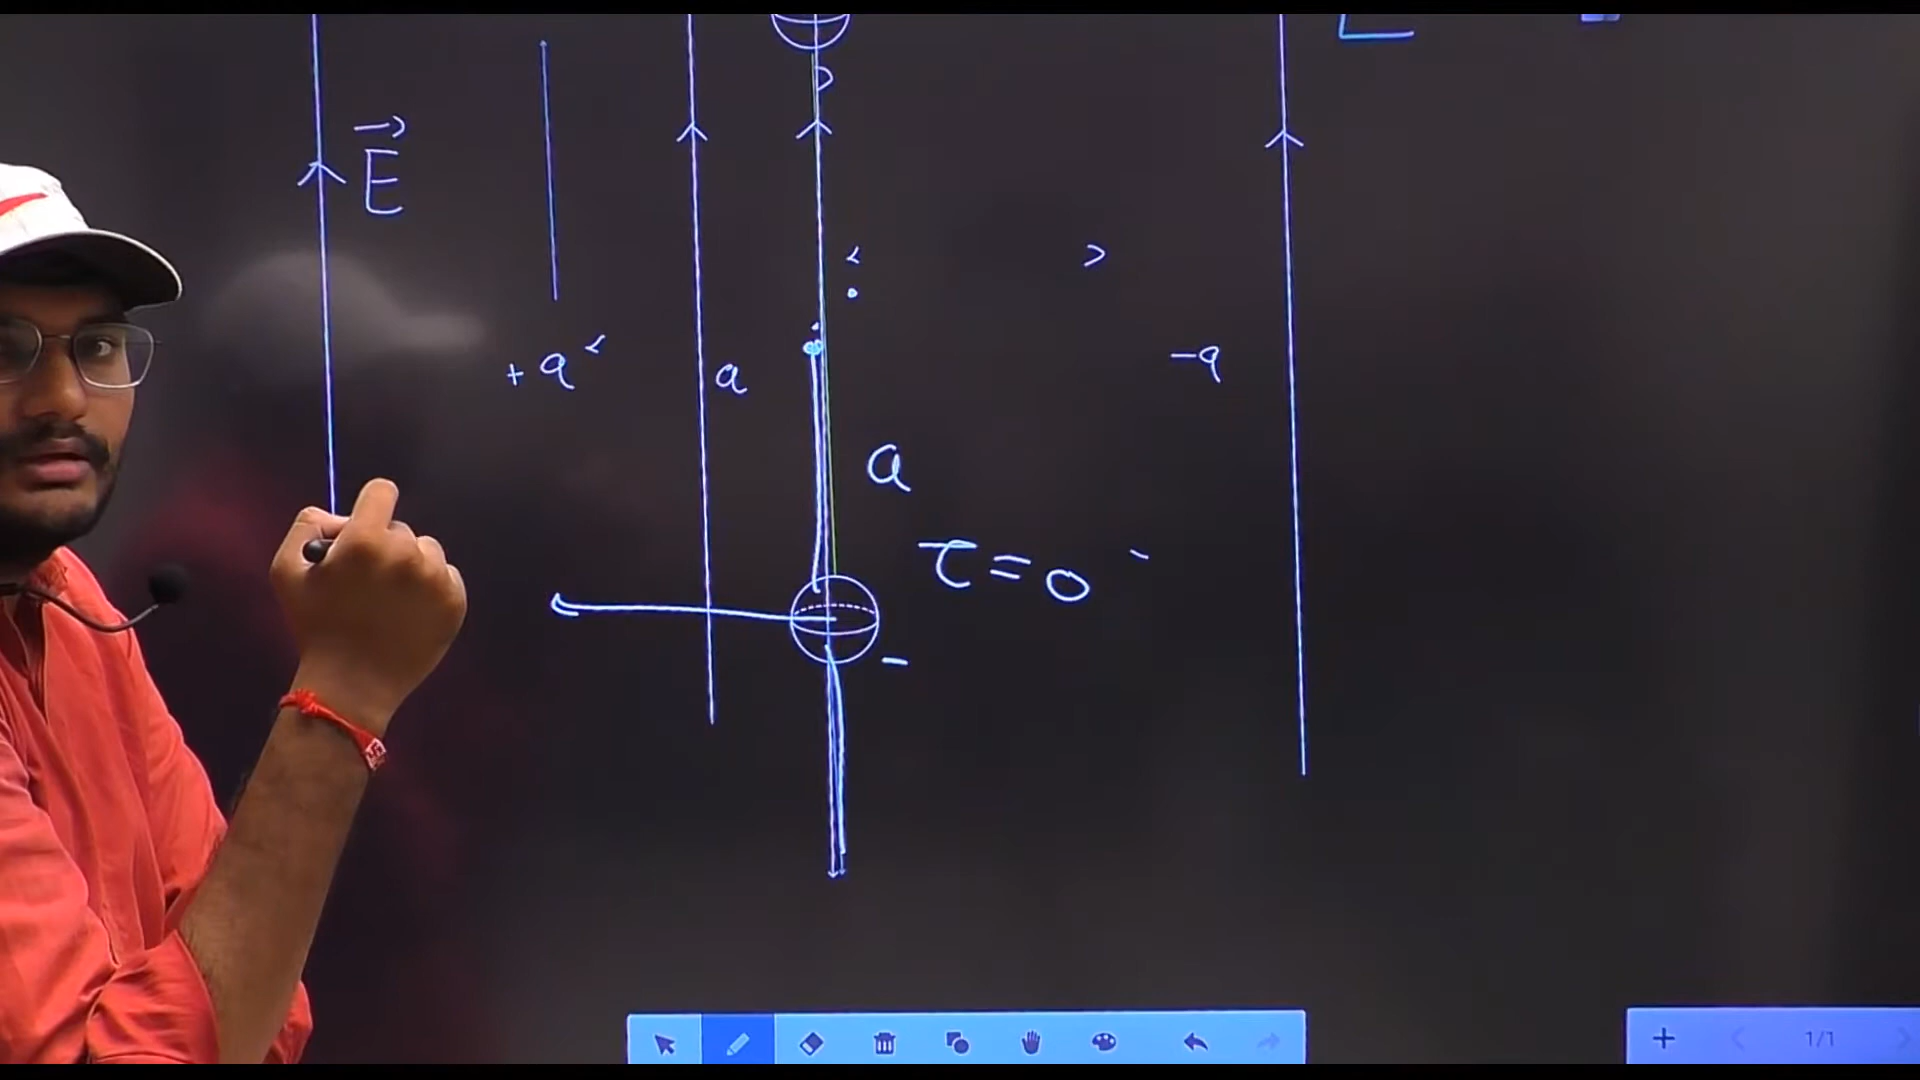 E
+q
a
-q
a
τ = 0
-
1/1